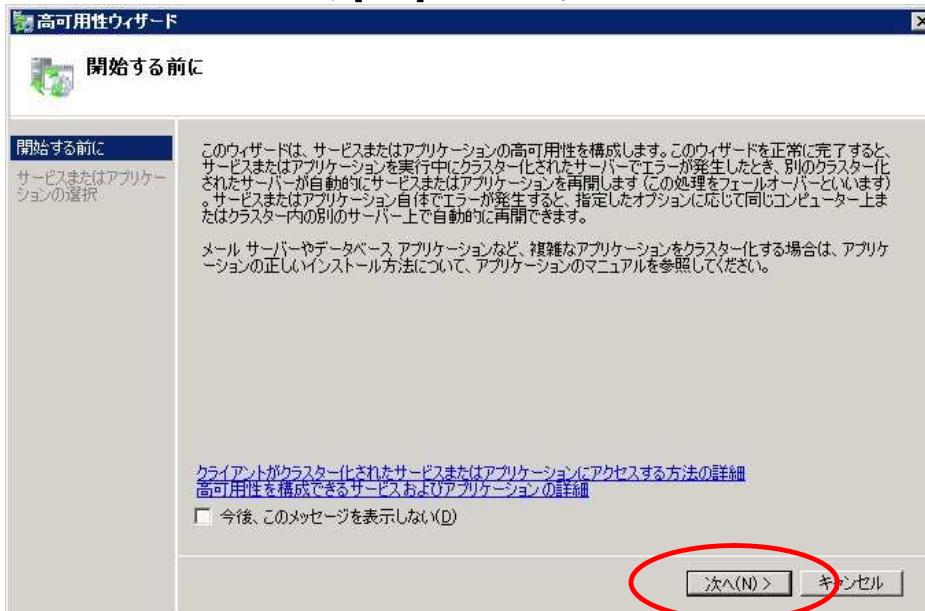 高可用性ウィザード
開始する前に
開始する前に
サービスまたはアプリケー
ションの選択
このウィザードは、サービスまたはアプリケーションの高可用性を構成します。このウィザードを正常に完了すると、
サービスまたはアプリケーションを実行中にクラスター化されたサーバーでエラーが発生したとき、別のクラスター化
されたサーバーが自動的にサービスまたはアプリケーションを再開します (この処理をフェールオーバーといいます)
。サービスまたはアプリケーション自体でエラーが発生すると、指定したオプションに応じて同じコンピューター上ま
たはクラスター内の別のサーバー上で自動的に再開できます。
メール サーバーやデータベース アプリケーションなど、複雑なアプリケーションをクラスター化する場合は、アプリケ
ーションの正しいインストール方法について、アプリケーションのマニュアルを参照してください。
クライアントがクラスター化されたサービスまたはアプリケーションにアクセスする方法の詳細
高可用性を構成できるサービスおよびアプリケーションの詳細
今後、このメッセージを表示しない(D)
次へ(N) >
キャンセル